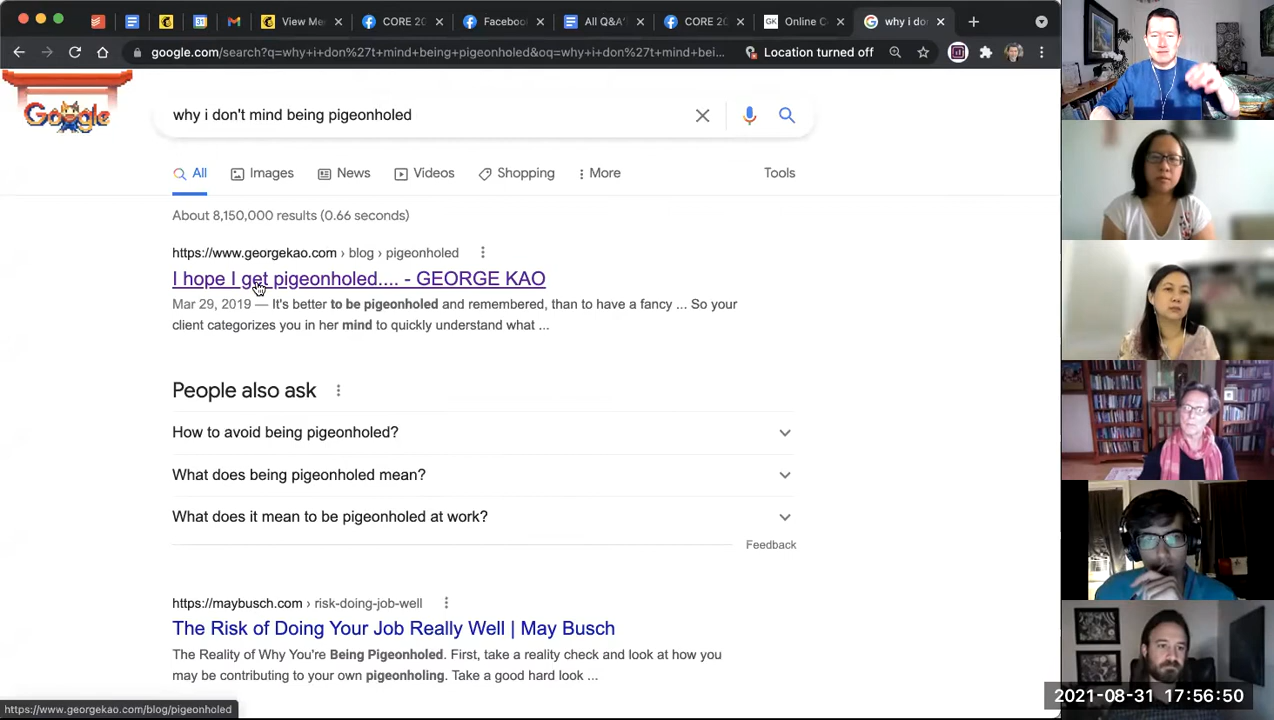 View Me
CORE 20
Facebook
All Q&A'
CORE 20
GK
Online C
why i do
google.com/search?q=why+i+don%27t+mind+being+pigeonholed&oq=why+i+don%27t+mind+bei...
Location turned off
Google
why i don't mind being pigeonholed
All
Images
News
Videos
Shopping
More
Tools
About 8,150,000 results (0.66 seconds)
https://www.georgekao.com › blog › pigeonholed
I hope I get pigeonholed.... - GEORGE KAO
Mar 29, 2019 — It's better to be pigeonholed and remembered, than to have a fancy ... So your
client categorizes you in her mind to quickly understand what ...
People also ask
How to avoid being pigeonholed?
What does being pigeonholed mean?
What does it mean to be pigeonholed at work?
Feedback
https://maybusch.com › risk-doing-job-well
The Risk of Doing Your Job Really Well | May Busch
The Reality of Why You're Being Pigeonholed. First, take a reality check and look at how you
may be contributing to your own pigeonholing. Take a good hard look ...
https://www.georgekao.com/blog/pigeonholed
2021-08-31 17:56:50